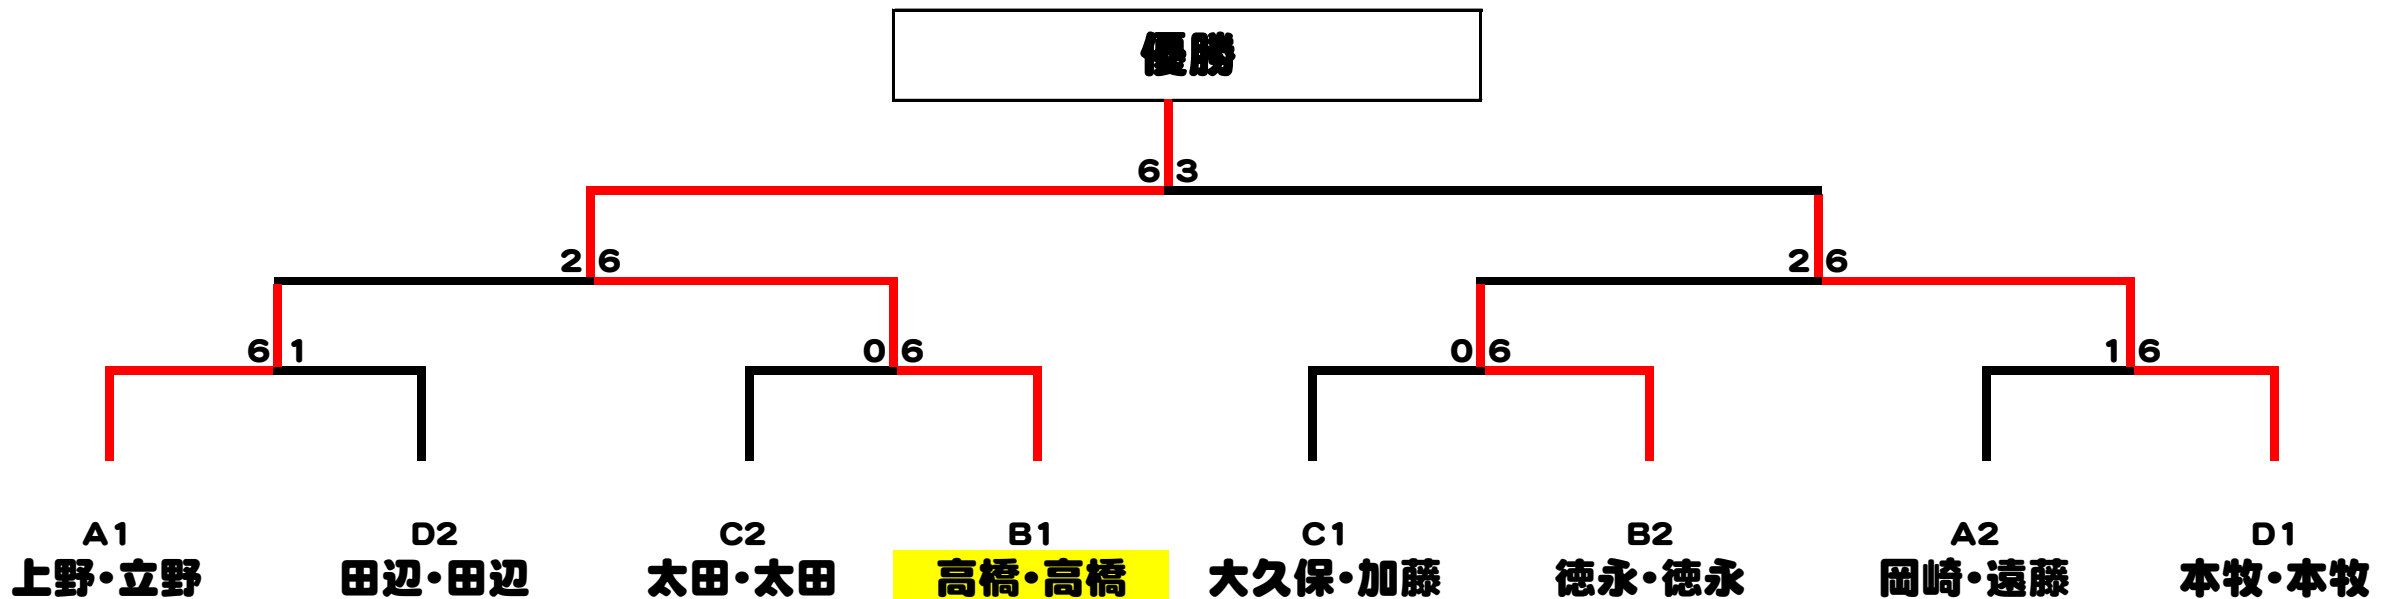 優勝
6 3
2 6 2 6
6 1 0 6 0 6 1 6
A1 D2 C2 B1 C1 B2 A2 D1
上野・立野 田辺・田辺 太田・太田 高橋・高橋 大久保・加藤 徳永・徳永 岡崎・遠藤 本牧・本牧